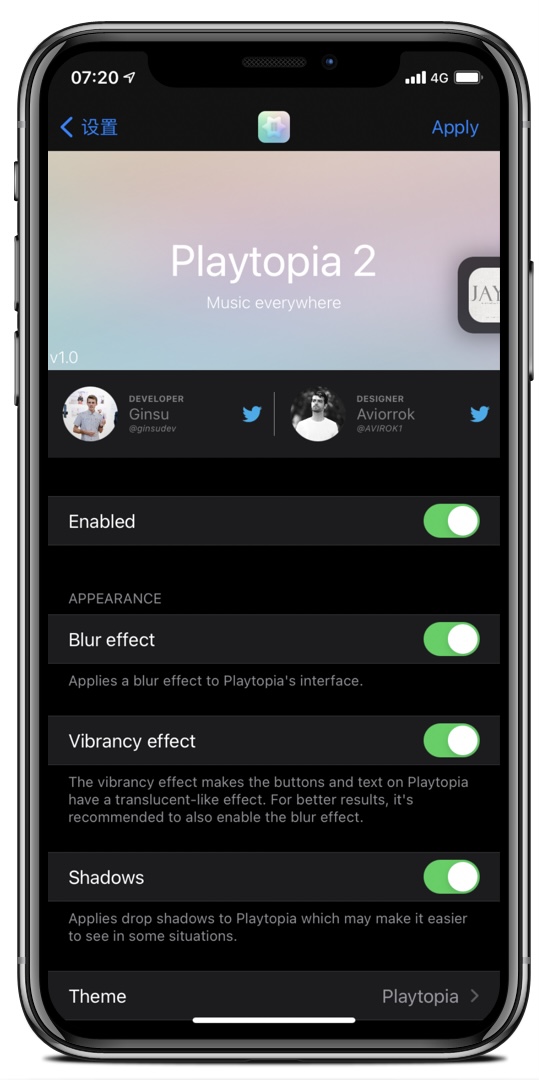 07:20
4G
设置
Apply
Playtopia 2
Music everywhere
JAY
v1.0
DEVELOPER
Ginsu
@ginsudev
DESIGNER
Aviorrok
@AVIROK1
Enabled
APPEARANCE
Blur effect
Applies a blur effect to Playtopia's interface.
Vibrancy effect
The vibrancy effect makes the buttons and text on Playtopia
have a translucent-like effect. For better results, it's
recommended to also enable the blur effect.
Shadows
Applies drop shadows to Playtopia which may make it easier
to see in some situations.
Theme
Playtopia